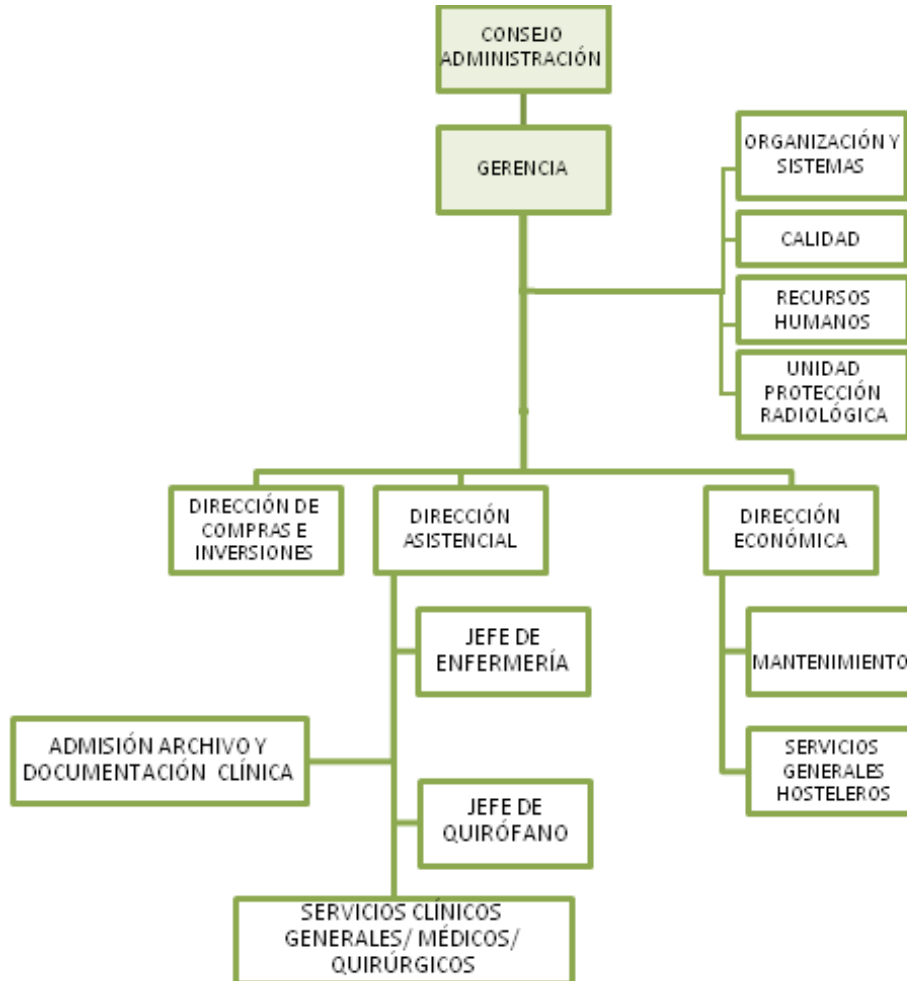 CONSEJO
ADMINISTRACIÓN
GERENCIA
ORGANIZACIÓN Y
SISTEMAS
CALIDAD
RECURSOS
HUMANOS
UNIDAD
PROTECCIÓN
RADIOLÓGICA
DIRECCIÓN DE
COMPRAS E
INVERSIONES
DIRECCIÓN
ASISTENCIAL
DIRECCIÓN
ECONÓMICA
JEFE DE
ENFERMERÍA
MANTENIMIENTO
ADMISIÓN ARCHIVO Y
DOCUMENTACIÓN CLÍNICA
SERVICIOS
GENERALES
HOSTELEROS
JEFE DE
QUIRÓFANO
SERVICIOS CLÍNICOS
GENERALES/ MÉDICOS/
QUIRÚRGICOS